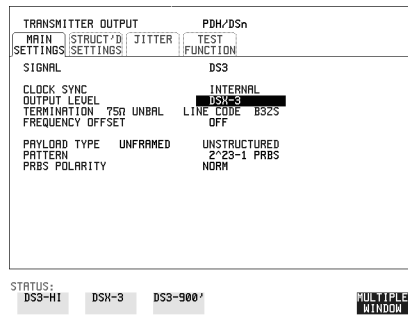 TRANSMITTER OUTPUT PDH/DSn
MAIN SETTINGS STRUCT'D SETTINGS JITTER TEST FUNCTION
SIGNAL DS3
CLOCK SYNC INTERNAL
OUTPUT LEVEL DSX-3
TERMINATION 75Ω UNBAL LINE CODE B3ZS
FREQUENCY OFFSET OFF
PAYLOAD TYPE UNFRAMED UNSTRUCTURED
PATTERN 2^23-1 PRBS
PRBS POLARITY NORM
STATUS:
DS3-HI DSX-3 DS3-900' MULTIPLE WINDOW